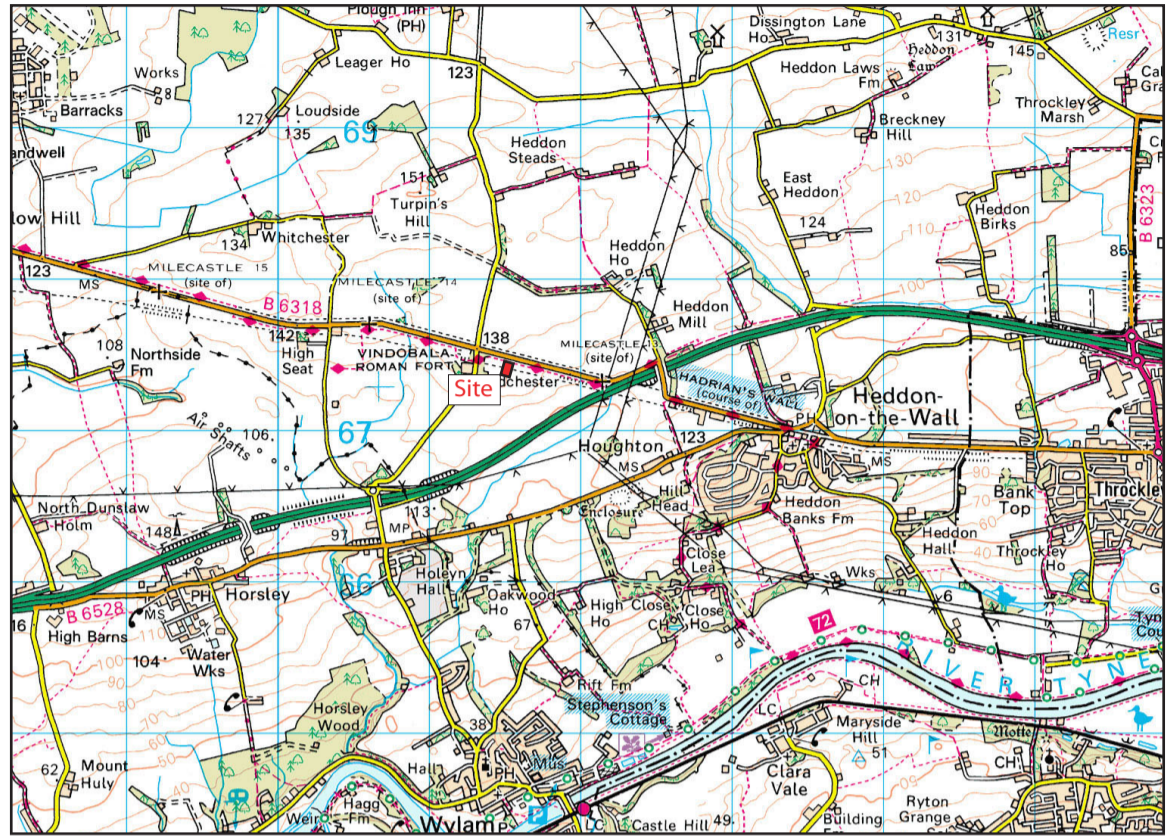 Plough Inn
(PH)
Dissington Lane
Ho
131
145
Resr
Heddon
Law
Leager Ho
123
Heddon Laws
Fm
Works
Barracks
Loudside
127
135
69
Throckley
Marsh
Breckney
Hill
Heddon
Steads
130
151
Turpin's
Hill
East
Heddon
120
124
110
Heddon
Birks
B 6323
85
low Hill
134
Whitchester
Heddon
Ho
123
MS
MILECASTLE 15
(site of)
MILECASTLE 14
(site of)
B 6318
100
Heddon
Mill
142
High
Seat
138
VINDOBALA
ROMAN FORT
MILECASTLE 13
(site of)
108
Northside
Fm
Site
chester
HADRIAN'S WALL
(course of)
PH
Heddon-
on-the-Wall
Air Shafts
106
67
Houghton
123
MS
MS
90
80
70
60
40
Bank
Top
Throckley
North Dunslaw
Holm
148
113
MP
97
Enclosure
Hill
Head
Heddon
Banks Fm
Heddon
Hall
Throckley
Ho
Close
Lea
66
Holeyn
Hall
Oakwood
Ho
Wks
6
PH
Horsley
B 6528
MS
16
High Barns
110
104
100
90
80
70
60
50
40
Water
Wks
67
High Close
Ho
CH
Close
Ho
72
RIVER TYNE
Rift Fm
Stephenson's
Cottage
CH
LC
Horsley
Wood
38
Maryside
Hill
51
Motte
CH
62
Mount
Huly
Hall
PH
Mus
Clara
Vale
Weir
Hagg
Fm
Wylam
P
LC
Castle Hill
49
Building
Fm
Ryton
Grange